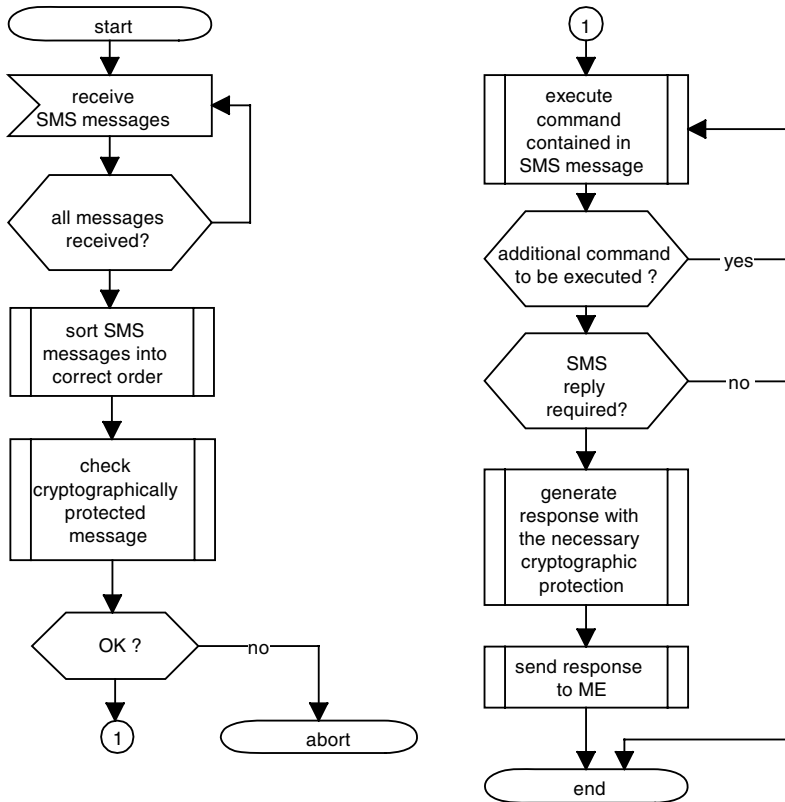 start
receive
SMS messages
all messages
received?
sort SMS
messages into
correct order
check
cryptographically
protected
message
OK ?
no
1
abort
1
execute
command
contained in
SMS message
additional command
to be executed ?
yes
SMS
reply
required?
no
generate
response with
the necessary
cryptographic
protection
send response
to ME
end